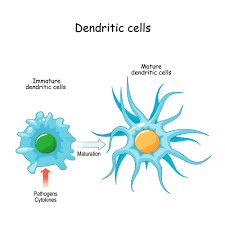 Dendritic cells
Mature
dendritic cells
Immature
dendritic cells
Maturation
Pathogens
Cytokines